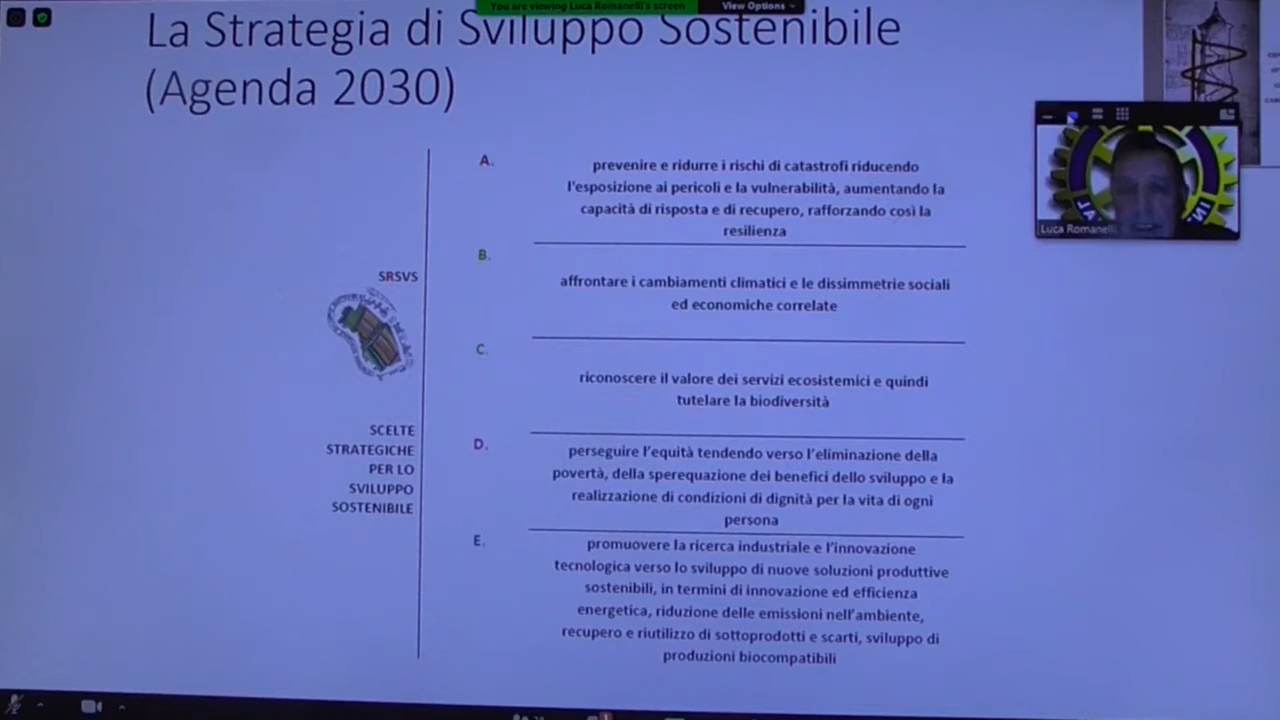 You are viewing Luca Romanelli's screen
View Options
La Strategia di Sviluppo Sostenibile
(Agenda 2030)
A.
prevenire e ridurre i rischi di catastrofi riducendo
l'esposizione ai pericoli e la vulnerabilità, aumentando la
capacità di risposta e di recupero, rafforzando così la
resilienza
B.
affrontare i cambiamenti climatici e le dissimmetrie sociali
ed economiche correlate
C.
riconoscere il valore dei servizi ecosistemici e quindi
tutelare la biodiversità
D.
perseguire l'equità tendendo verso l'eliminazione della
povertà, della sperequazione dei benefici dello sviluppo e la
realizzazione di condizioni di dignità per la vita di ogni
persona
E.
promuovere la ricerca industriale e l'innovazione
tecnologica verso lo sviluppo di nuove soluzioni produttive
sostenibili, in termini di innovazione ed efficienza
energetica, riduzione delle emissioni nell'ambiente,
recupero e riutilizzo di sottoprodotti e scarti, sviluppo di
produzioni biocompatibili
SRSVS
SCELTE
STRATEGICHE
PER LO
SVILUPPO
SOSTENIBILE
Luca Romanelli